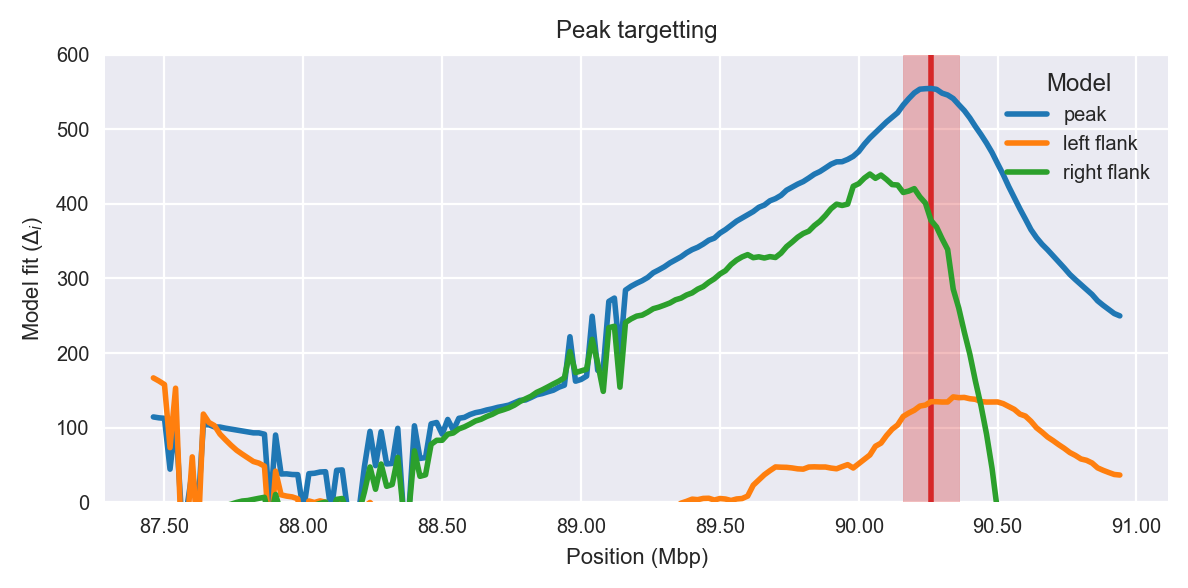 Peak targetting
600
500
400
300
200
100
0
Model fit (Δi)
87.50 88.00 88.50 89.00 89.50 90.00 90.50 91.00
Position (Mbp)
Model
peak
left flank
right flank